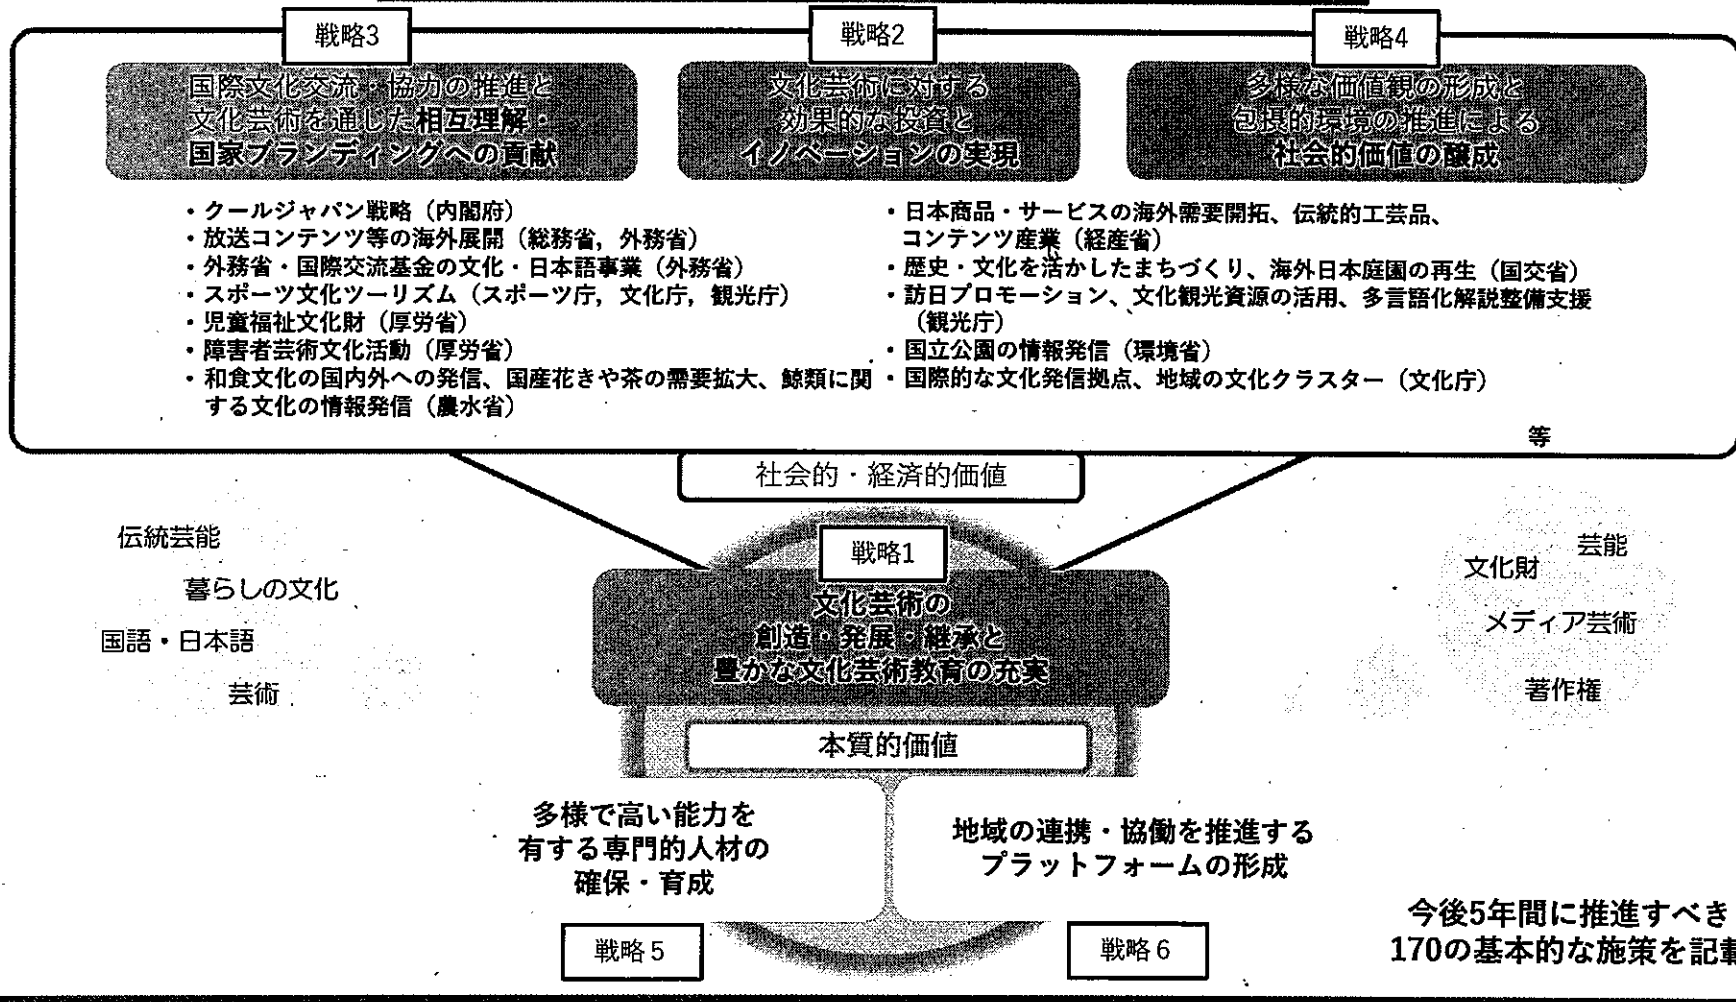 戦略3
国際文化交流・協力の推進と
文化芸術を通した相互理解・
国家ブランディングへの貢献
戦略2
文化芸術に対する
効果的な投資と
イノベーションの実現
戦略4
多様な価値観の形成と
包摂的環境の推進による
社会的価値の醸成
・クールジャパン戦略（内閣府）
・放送コンテンツ等の海外展開（総務省，外務省）
・外務省・国際交流基金の文化・日本語事業（外務省）
・スポーツ文化ツーリズム（スポーツ庁，文化庁，観光庁）
・児童福祉文化財（厚労省）
・障害者芸術文化活動（厚労省）
・和食文化の国内外への発信、国産花きや茶の需要拡大、鯨類に関
する文化の情報発信（農水省）
・日本商品・サービスの海外需要開拓、伝統的工芸品、
コンテンツ産業（経産省）
・歴史・文化を活かしたまちづくり、海外日本庭園の再生（国交省）
・訪日プロモーション、文化観光資源の活用、多言語化解説整備支援
（観光庁）
・国立公園の情報発信（環境省）
・国際的な文化発信拠点、地域の文化クラスター（文化庁）
等
社会的・経済的価値
伝統芸能
暮らしの文化
国語・日本語
芸術
戦略1
文化芸術の
創造・発展・継承と
豊かな文化芸術教育の充実
本質的価値
芸能
文化財
メディア芸術
著作権
多様で高い能力を
有する専門的人材の
確保・育成
戦略5
地域の連携・協働を推進する
プラットフォームの形成
戦略6
今後5年間に推進すべき
170の基本的な施策を記載